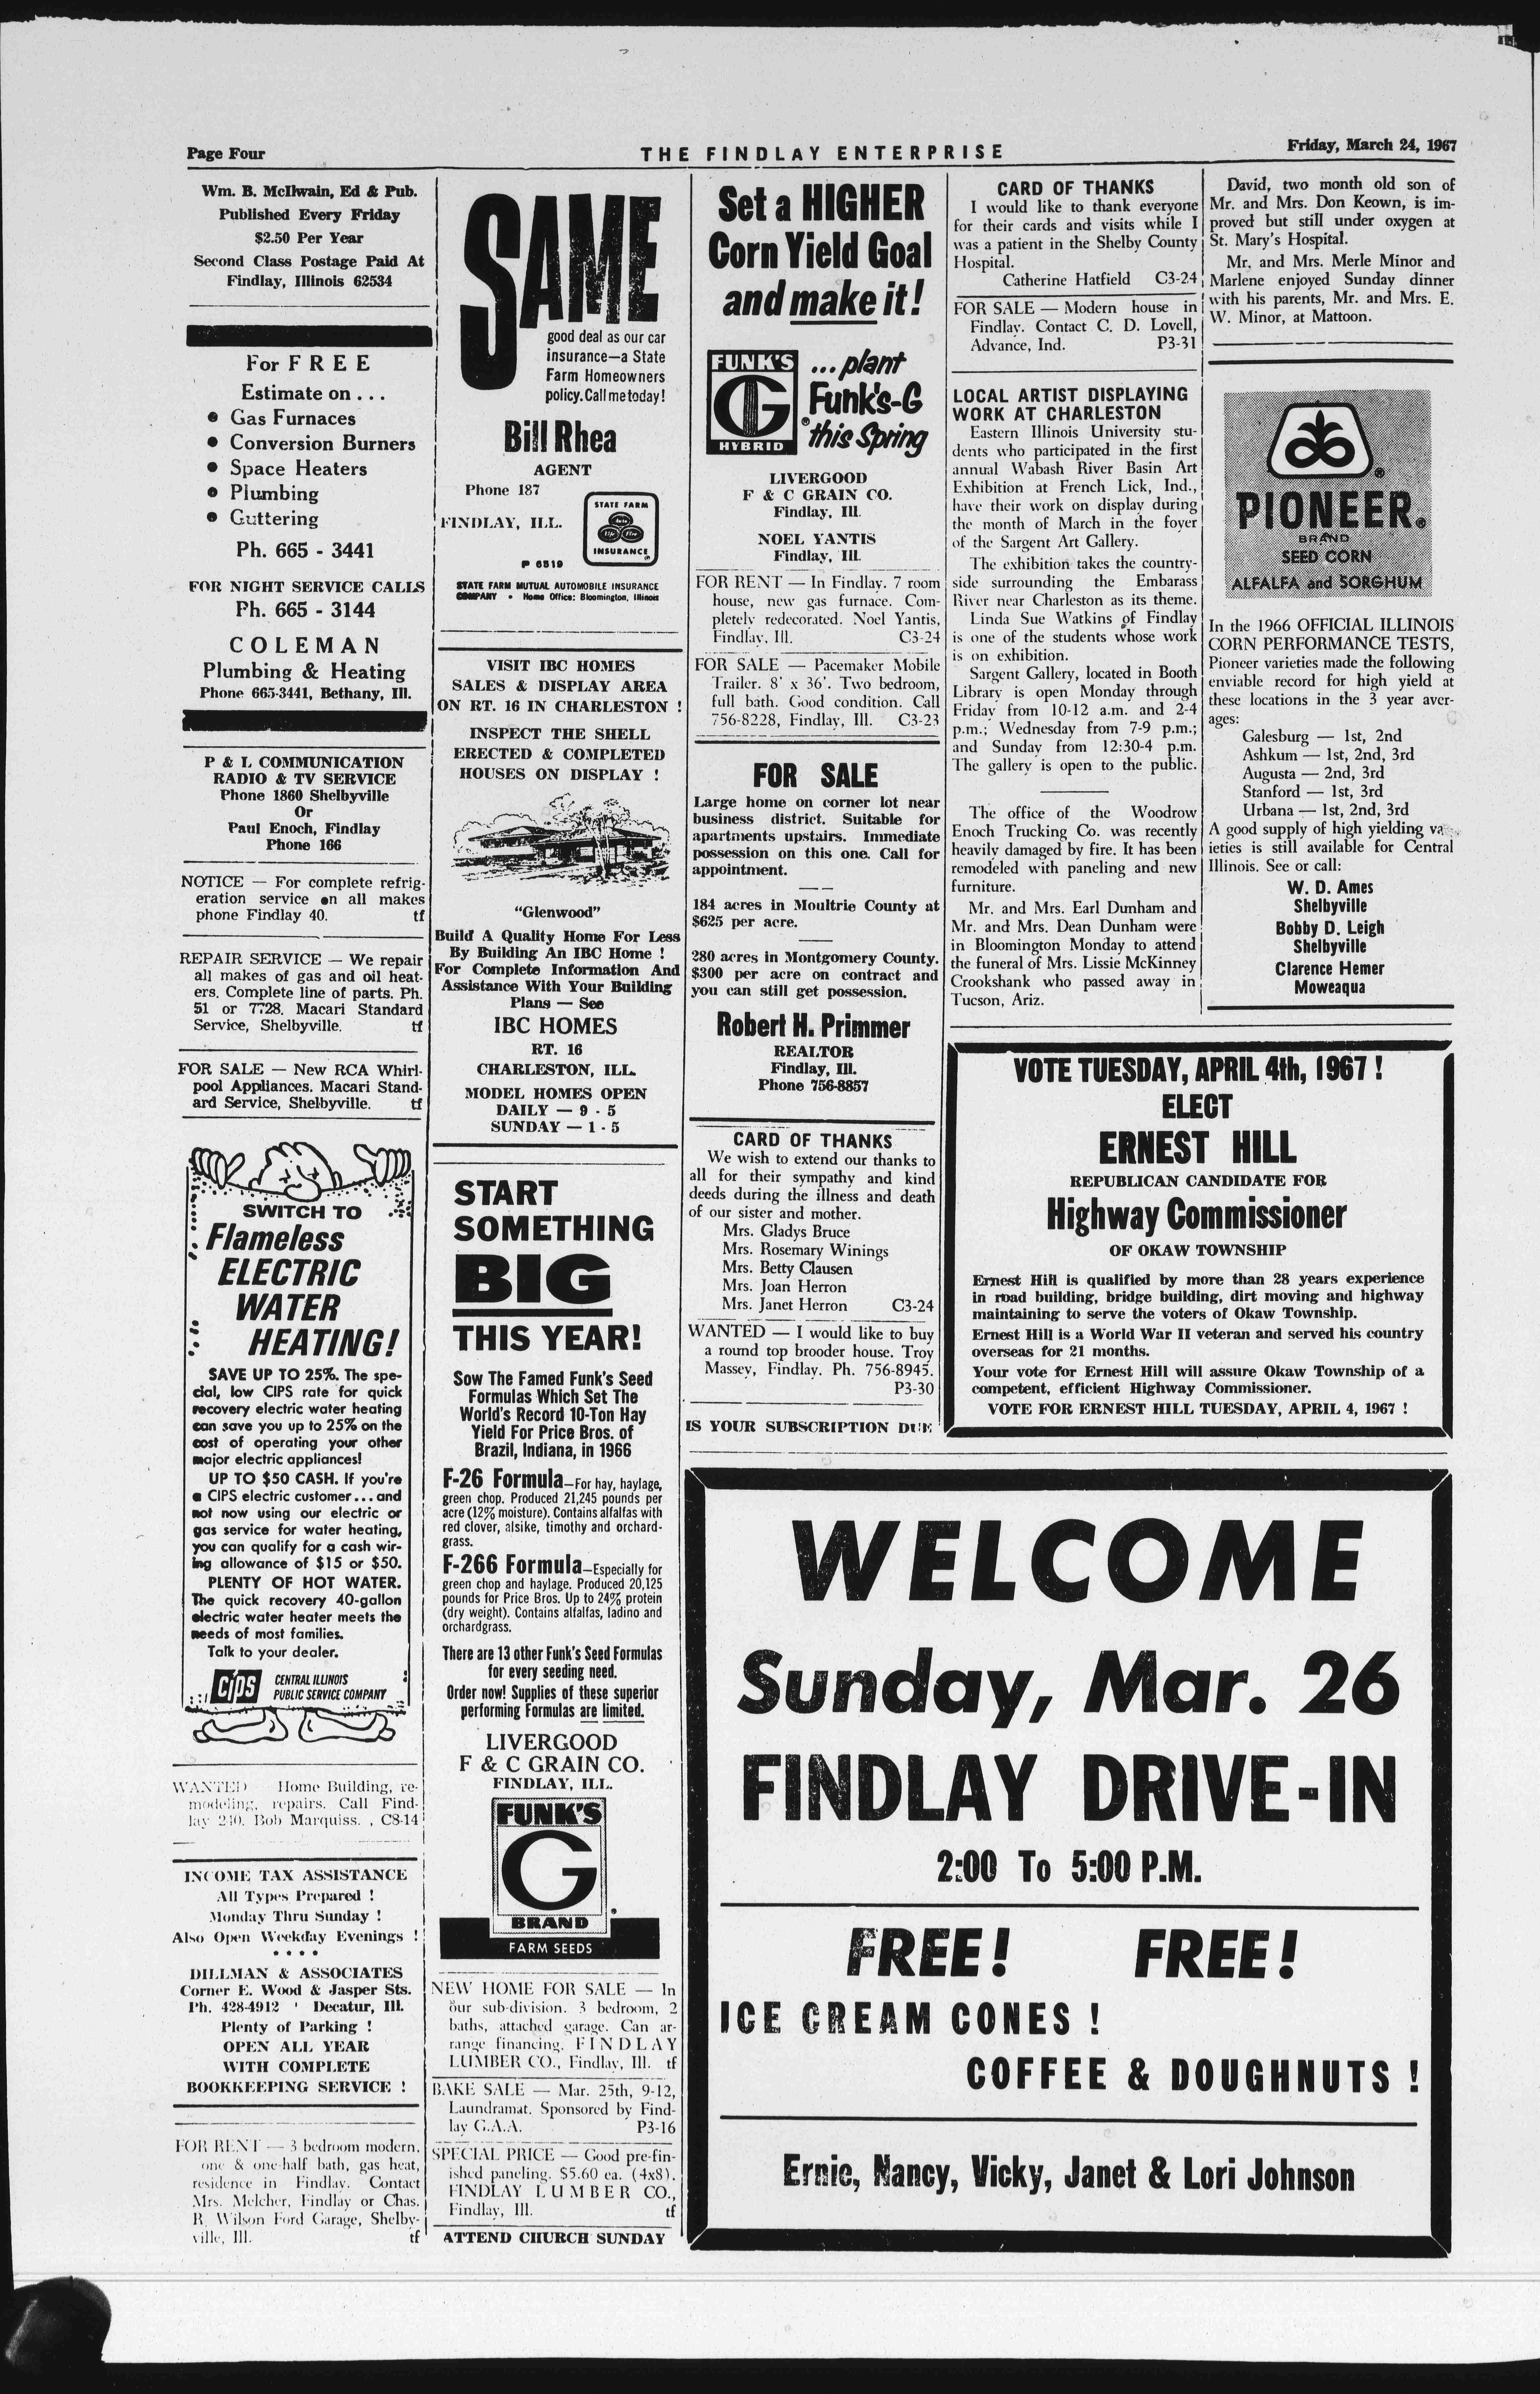 Page Four
THE FINDLAY ENTERPRISE
Friday, March 24, 1967
Wm. B. McIlwain, Ed & Pub.
Published Every Friday
$2.50 Per Year
Second Class Postage Paid At
Findlay, Illinois 62534
For FREE
Estimate on . . .
● Gas Furnaces
● Conversion Burners
● Space Heaters
● Plumbing
● Guttering
Ph. 665 - 3441
FOR NIGHT SERVICE CALLS
Ph. 665 - 3144
COLEMAN
Plumbing & Heating
Phone 665-3441, Bethany, Ill.
P & L COMMUNICATION
RADIO & TV SERVICE
Phone 1860 Shelbyville
Or
Paul Enoch, Findlay
Phone 166
NOTICE — For complete refrig-
eration service on all makes
phone Findlay 40. tf
REPAIR SERVICE — We repair
all makes of gas and oil heat-
ers. Complete line of parts. Ph.
51 or 7728. Macari Standard
Service, Shelbyville. tf
FOR SALE — New RCA Whirl-
pool Appliances. Macari Stand-
ard Service, Shelbyville. tf
SWITCH TO
Flameless
ELECTRIC
WATER
HEATING!
SAVE UP TO 25%. The spe-
cial, low CIPS rate for quick
recovery electric water heating
can save you up to 25% on the
cost of operating your other
major electric appliances!
UP TO $50 CASH. If you're
a CIPS electric customer . . . and
not now using our electric or
gas service for water heating,
you can qualify for a cash wir-
ing allowance of $15 or $50.
PLENTY OF HOT WATER.
The quick recovery 40-gallon
electric water heater meets the
needs of most families.
Talk to your dealer.
CIPS CENTRAL ILLINOIS
PUBLIC SERVICE COMPANY
WANTED Home Building, re-
modeling, repairs. Call Find-
lay 240. Bob Marquiss. , C8-14
INCOME TAX ASSISTANCE
All Types Prepared !
Monday Thru Sunday !
Also Open Weekday Evenings !
* * * *
DILLMAN & ASSOCIATES
Corner E. Wood & Jasper Sts.
Ph. 428-4912 ' Decatur, Ill.
Plenty of Parking !
OPEN ALL YEAR
WITH COMPLETE
BOOKKEEPING SERVICE !
FOR RENT — 3 bedroom modern,
one & one-half bath, gas heat,
residence in Findlay. Contact
Mrs. Melcher, Findlay or Chas.
R. Wilson Ford Garage, Shelby-
ville, Ill. tf
SAME
good deal as our car
insurance—a State
Farm Homeowners
policy. Call me today!
Bill Rhea
AGENT
Phone 187
FINDLAY, ILL.
STATE FARM
INSURANCE
P 6519
STATE FARM MUTUAL AUTOMOBILE INSURANCE
COMPANY • Home Office: Bloomington, Illinois
VISIT IBC HOMES
SALES & DISPLAY AREA
ON RT. 16 IN CHARLESTON !
INSPECT THE SHELL
ERECTED & COMPLETED
HOUSES ON DISPLAY !
"Glenwood"
Build A Quality Home For Less
By Building An IBC Home !
For Complete Information And
Assistance With Your Building
Plans — See
IBC HOMES
RT. 16
CHARLESTON, ILL.
MODEL HOMES OPEN
DAILY — 9 - 5
SUNDAY — 1 - 5
START
SOMETHING
BIG
THIS YEAR!
Sow The Famed Funk's Seed
Formulas Which Set The
World's Record 10-Ton Hay
Yield For Price Bros. of
Brazil, Indiana, in 1966
F-26 Formula—For hay, haylage,
green chop. Produced 21,245 pounds per
acre (12% moisture). Contains alfalfas with
red clover, alsike, timothy and orchard-
grass.
F-266 Formula—Especially for
green chop and haylage. Produced 20,125
pounds for Price Bros. Up to 24% protein
(dry weight). Contains alfalfas, ladino and
orchardgrass.
There are 13 other Funk's Seed Formulas
for every seeding need.
Order now! Supplies of these superior
performing Formulas are limited.
LIVERGOOD
F & C GRAIN CO.
FINDLAY, ILL.
FUNK'S
G
BRAND
FARM SEEDS
NEW HOME FOR SALE — In
our sub-division. 3 bedroom, 2
baths, attached garage. Can ar-
range financing. FINDLAY
LUMBER CO., Findlay, Ill. tf
BAKE SALE — Mar. 25th, 9-12,
Laundramat. Sponsored by Find-
lay G.A.A. P3-16
SPECIAL PRICE — Good pre-fin-
ished paneling. $5.60 ea. (4x8).
FINDLAY LUMBER CO.,
Findlay, Ill. tf
ATTEND CHURCH SUNDAY
Set a HIGHER
Corn Yield Goal
and make it!
FUNK'S
G
HYBRID
...plant
Funk's-G
this Spring
LIVERGOOD
F & C GRAIN CO.
Findlay, Ill.
NOEL YANTIS
Findlay, Ill.
FOR RENT — In Findlay. 7 room
house, new gas furnace. Com-
pletely redecorated. Noel Yantis,
Findlay, Ill. C3-24
FOR SALE — Pacemaker Mobile
Trailer. 8' x 36'. Two bedroom,
full bath. Good condition. Call
756-8228, Findlay, Ill. C3-23
FOR SALE
Large home on corner lot near
business district. Suitable for
apartments upstairs. Immediate
possession on this one. Call for
appointment.
184 acres in Moultrie County at
$625 per acre.
280 acres in Montgomery County.
$300 per acre on contract and
you can still get possession.
Robert H. Primmer
REALTOR
Findlay, Ill.
Phone 756-8857
CARD OF THANKS
We wish to extend our thanks to
all for their sympathy and kind
deeds during the illness and death
of our sister and mother.
Mrs. Gladys Bruce
Mrs. Rosemary Winings
Mrs. Betty Clausen
Mrs. Joan Herron
Mrs. Janet Herron C3-24
WANTED — I would like to buy
a round top brooder house. Troy
Massey, Findlay. Ph. 756-8945.
P3-30
IS YOUR SUBSCRIPTION DUE
CARD OF THANKS
I would like to thank everyone
for their cards and visits while I
was a patient in the Shelby County
Hospital.
Catherine Hatfield C3-24
FOR SALE — Modern house in
Findlay. Contact C. D. Lovell,
Advance, Ind. P3-31
LOCAL ARTIST DISPLAYING
WORK AT CHARLESTON
Eastern Illinois University stu-
dents who participated in the first
annual Wabash River Basin Art
Exhibition at French Lick, Ind.,
have their work on display during
the month of March in the foyer
of the Sargent Art Gallery.
The exhibition takes the country-
side surrounding the Embarass
River near Charleston as its theme.
Linda Sue Watkins of Findlay
is one of the students whose work
is on exhibition.
Sargent Gallery, located in Booth
Library is open Monday through
Friday from 10-12 a.m. and 2-4
p.m.; Wednesday from 7-9 p.m.;
and Sunday from 12:30-4 p.m.
The gallery is open to the public.
The office of the Woodrow
Enoch Trucking Co. was recently
heavily damaged by fire. It has been
remodeled with paneling and new
furniture.
Mr. and Mrs. Earl Dunham and
Mr. and Mrs. Dean Dunham were
in Bloomington Monday to attend
the funeral of Mrs. Lissie McKinney
Crookshank who passed away in
Tucson, Ariz.
David, two month old son of
Mr. and Mrs. Don Keown, is im-
proved but still under oxygen at
St. Mary's Hospital.
Mr. and Mrs. Merle Minor and
Marlene enjoyed Sunday dinner
with his parents, Mr. and Mrs. E.
W. Minor, at Mattoon.
PIONEER®
BRAND
SEED CORN
ALFALFA and SORGHUM
In the 1966 OFFICIAL ILLINOIS
CORN PERFORMANCE TESTS,
Pioneer varieties made the following
enviable record for high yield at
these locations in the 3 year aver-
ages:
Galesburg — 1st, 2nd
Ashkum — 1st, 2nd, 3rd
Augusta — 2nd, 3rd
Stanford — 1st, 3rd
Urbana — 1st, 2nd, 3rd
A good supply of high yielding va
ieties is still available for Central
Illinois. See or call:
W. D. Ames
Shelbyville
Bobby D. Leigh
Shelbyville
Clarence Hemer
Moweaqua
VOTE TUESDAY, APRIL 4th, 1967 !
ELECT
ERNEST HILL
REPUBLICAN CANDIDATE FOR
Highway Commissioner
OF OKAW TOWNSHIP
Ernest Hill is qualified by more than 28 years experience
in road building, bridge building, dirt moving and highway
maintaining to serve the voters of Okaw Township.
Ernest Hill is a World War II veteran and served his country
overseas for 21 months.
Your vote for Ernest Hill will assure Okaw Township of a
competent, efficient Highway Commissioner.
VOTE FOR ERNEST HILL TUESDAY, APRIL 4, 1967 !
WELCOME
Sunday, Mar. 26
FINDLAY DRIVE-IN
2:00 To 5:00 P.M.
FREE! FREE!
ICE CREAM CONES !
COFFEE & DOUGHNUTS !
Ernie, Nancy, Vicky, Janet & Lori Johnson